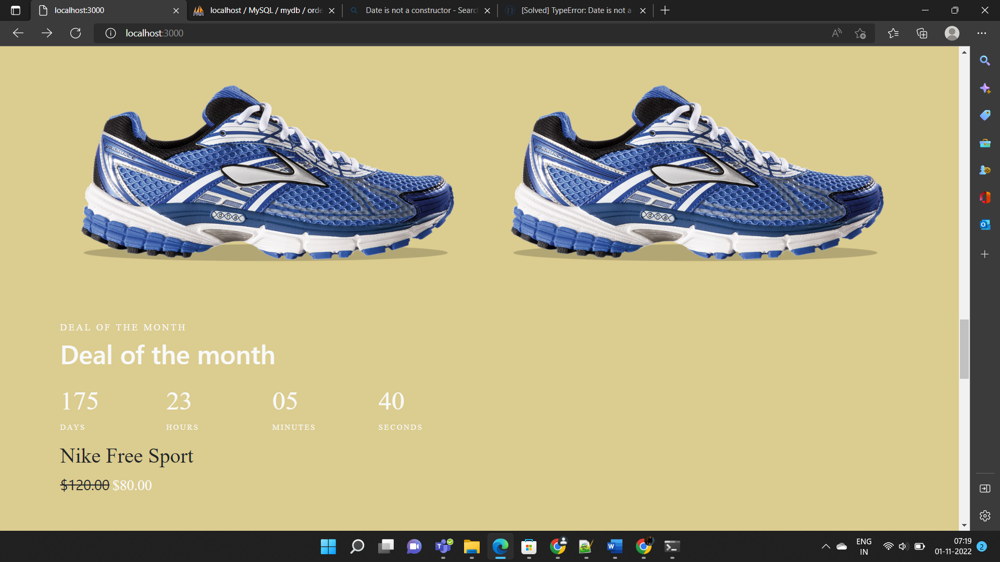 localhost:3000
localhost / MySQL / mydb / orde
Date is not a constructor - Searc
[Solved] TypeError: Date is not a
localhost:3000
dna
dna
DEAL OF THE MONTH
Deal of the month
175
23
05
40
DAYS
HOURS
MINUTES
SECONDS
Nike Free Sport
$120.00 $80.00
ENG
IN
07:19
01-11-2022
2